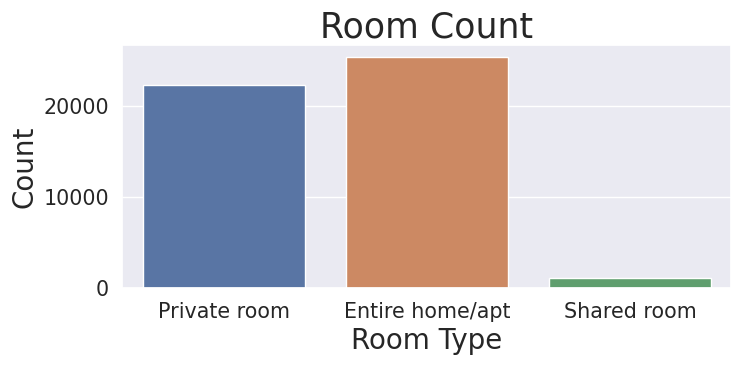 Room Count
Count
20000
10000
0
Private room
Entire home/apt
Shared room
Room Type